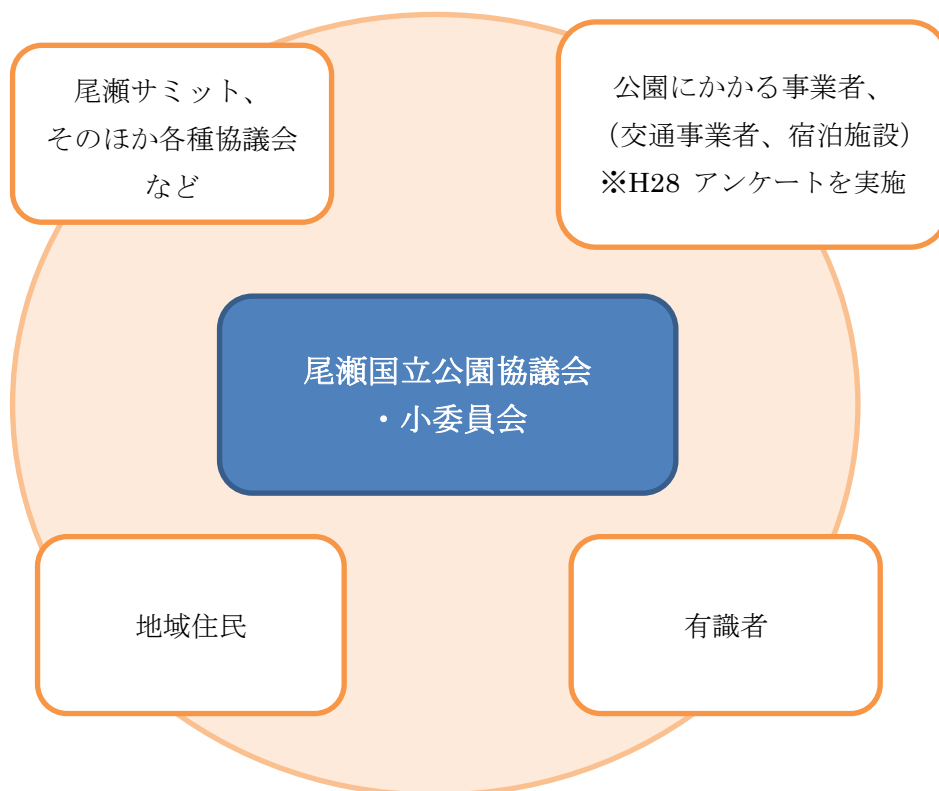 尾瀬サミット、
そのほか各種協議会
など
公園にかかる事業者、
（交通事業者、宿泊施設）
※H28 アンケートを実施
尾瀬国立公園協議会
・小委員会
地域住民
有識者